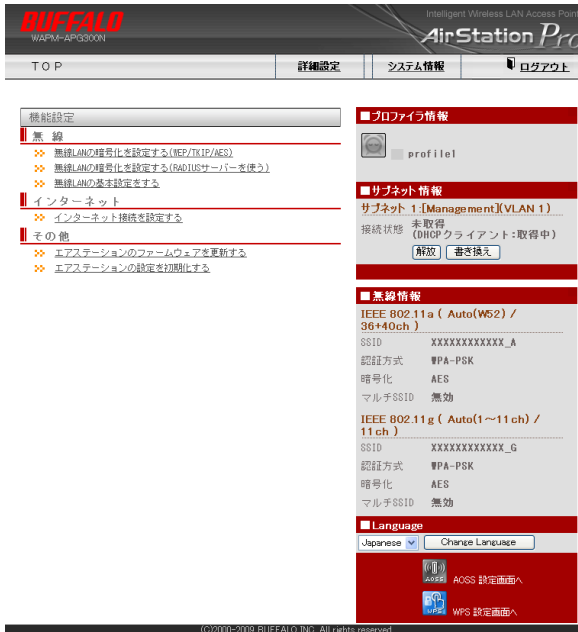 BUFFALO
WAPM-APG300N
Intelligent Wireless LAN Access Point
AirStation Pro
TOP
詳細設定
システム情報
ログアウト
機能設定
無線
無線LANの暗号化を設定する(WEP/TKIP/AES)
無線LANの暗号化を設定する(RADIUSサーバーを使う)
無線LANの基本設定をする
インターネット
インターネット接続を設定する
その他
エアステーションのファームウェアを更新する
エアステーションの設定を初期化する
■プロファイラ情報
profile1
■サブネット情報
サブネット 1:[Management](VLAN 1)
接続状態 未取得
(DHCPクライアント:取得中)
解放 書き換え
■無線情報
IEEE 802.11a ( Auto(W52) /
36+40ch )
SSID XXXXXXXXXXXX_A
認証方式 WPA-PSK
暗号化 AES
マルチSSID 無効
IEEE 802.11g ( Auto(1～11ch) /
11ch )
SSID XXXXXXXXXXXX_G
認証方式 WPA-PSK
暗号化 AES
マルチSSID 無効
■Language
Japanese Change Language
AOSS AOSS 設定画面へ
WPS WPS 設定画面へ
(C)2000-2009 BUFFALO INC. All rights reserved.